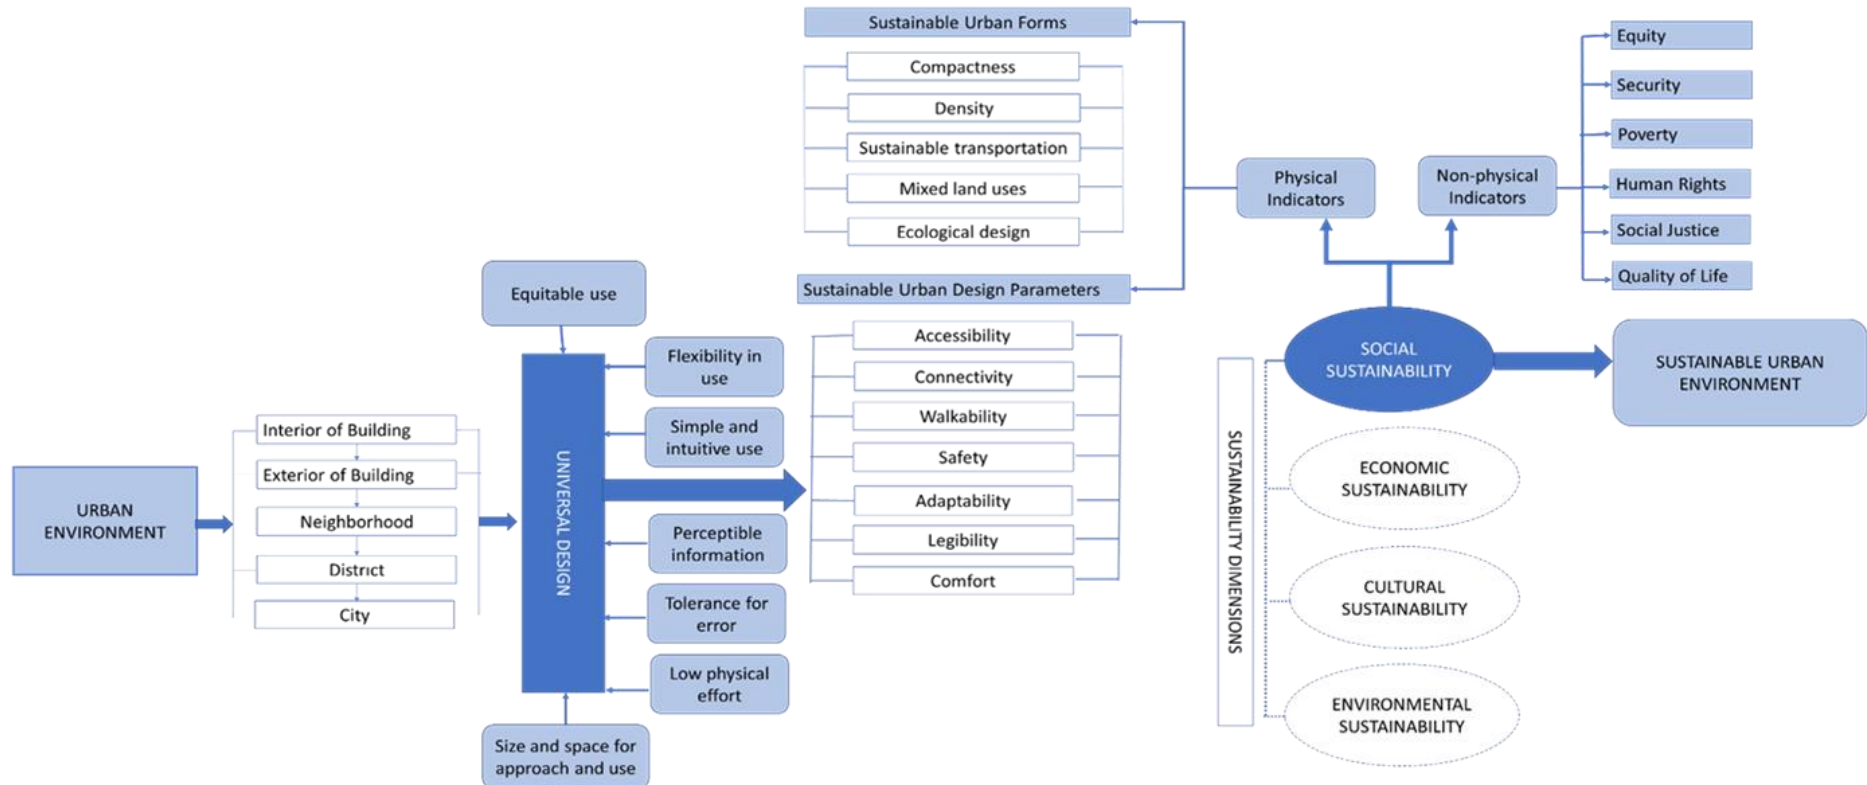 URBAN
ENVIRONMENT
Interior of Building
Exterior of Building
Neighborhood
District
City
Equitable use
UNIVERSAL DESIGN
Flexibility in
use
Simple and
intuitive use
Perceptible
information
Tolerance for
error
Low physical
effort
Size and space for
approach and use
Sustainable Urban Forms
Compactness
Density
Sustainable transportation
Mixed land uses
Ecological design
Sustainable Urban Design Parameters
Accessibility
Connectivity
Walkability
Safety
Adaptability
Legibility
Comfort
Physical
Indicators
Non-physical
Indicators
Equity
Security
Poverty
Human Rights
Social Justice
Quality of Life
SUSTAINABILITY DIMENSIONS
SOCIAL
SUSTAINABILITY
ECONOMIC
SUSTAINABILITY
CULTURAL
SUSTAINABILITY
ENVIRONMENTAL
SUSTAINABILITY
SUSTAINABLE URBAN
ENVIRONMENT